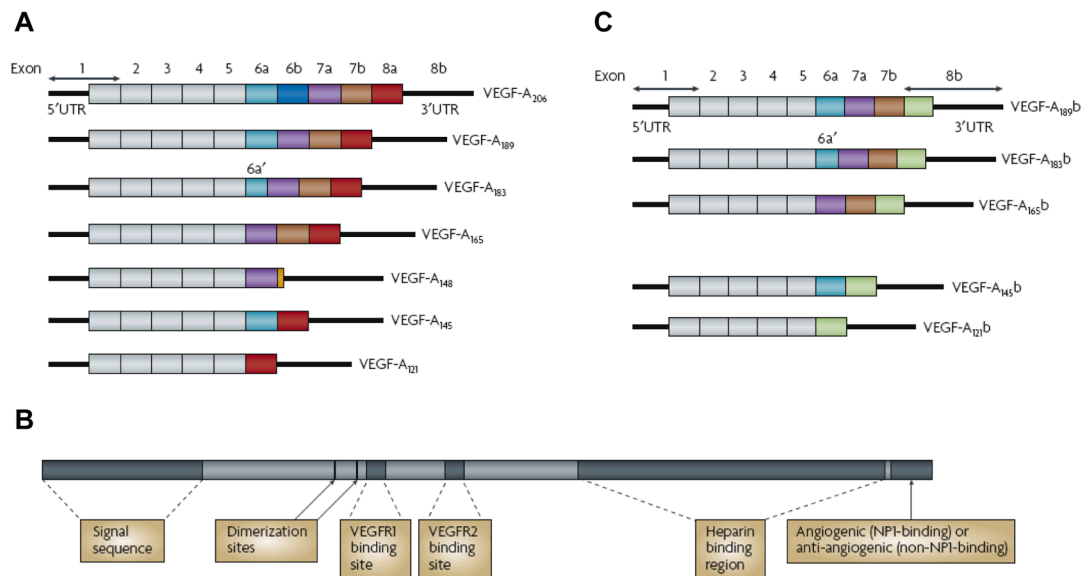 A
Exon 1 2 3 4 5 6a 6b 7a 7b 8a 8b
5′UTR 3′UTR VEGF-A206
VEGF-A189
6a′
VEGF-A183
VEGF-A165
VEGF-A148
VEGF-A145
VEGF-A121
C
Exon 1 2 3 4 5 6a 7a 7b 8b
VEGF-A189b
5′UTR 3′UTR
6a′
VEGF-A183b
VEGF-A165b
VEGF-A145b
VEGF-A121b
B
Signal
sequence
Dimerization
sites
VEGFR1
binding
site
VEGFR2
binding
site
Heparin
binding
region
Angiogenic (NP1-binding) or
anti-angiogenic (non-NP1-binding)